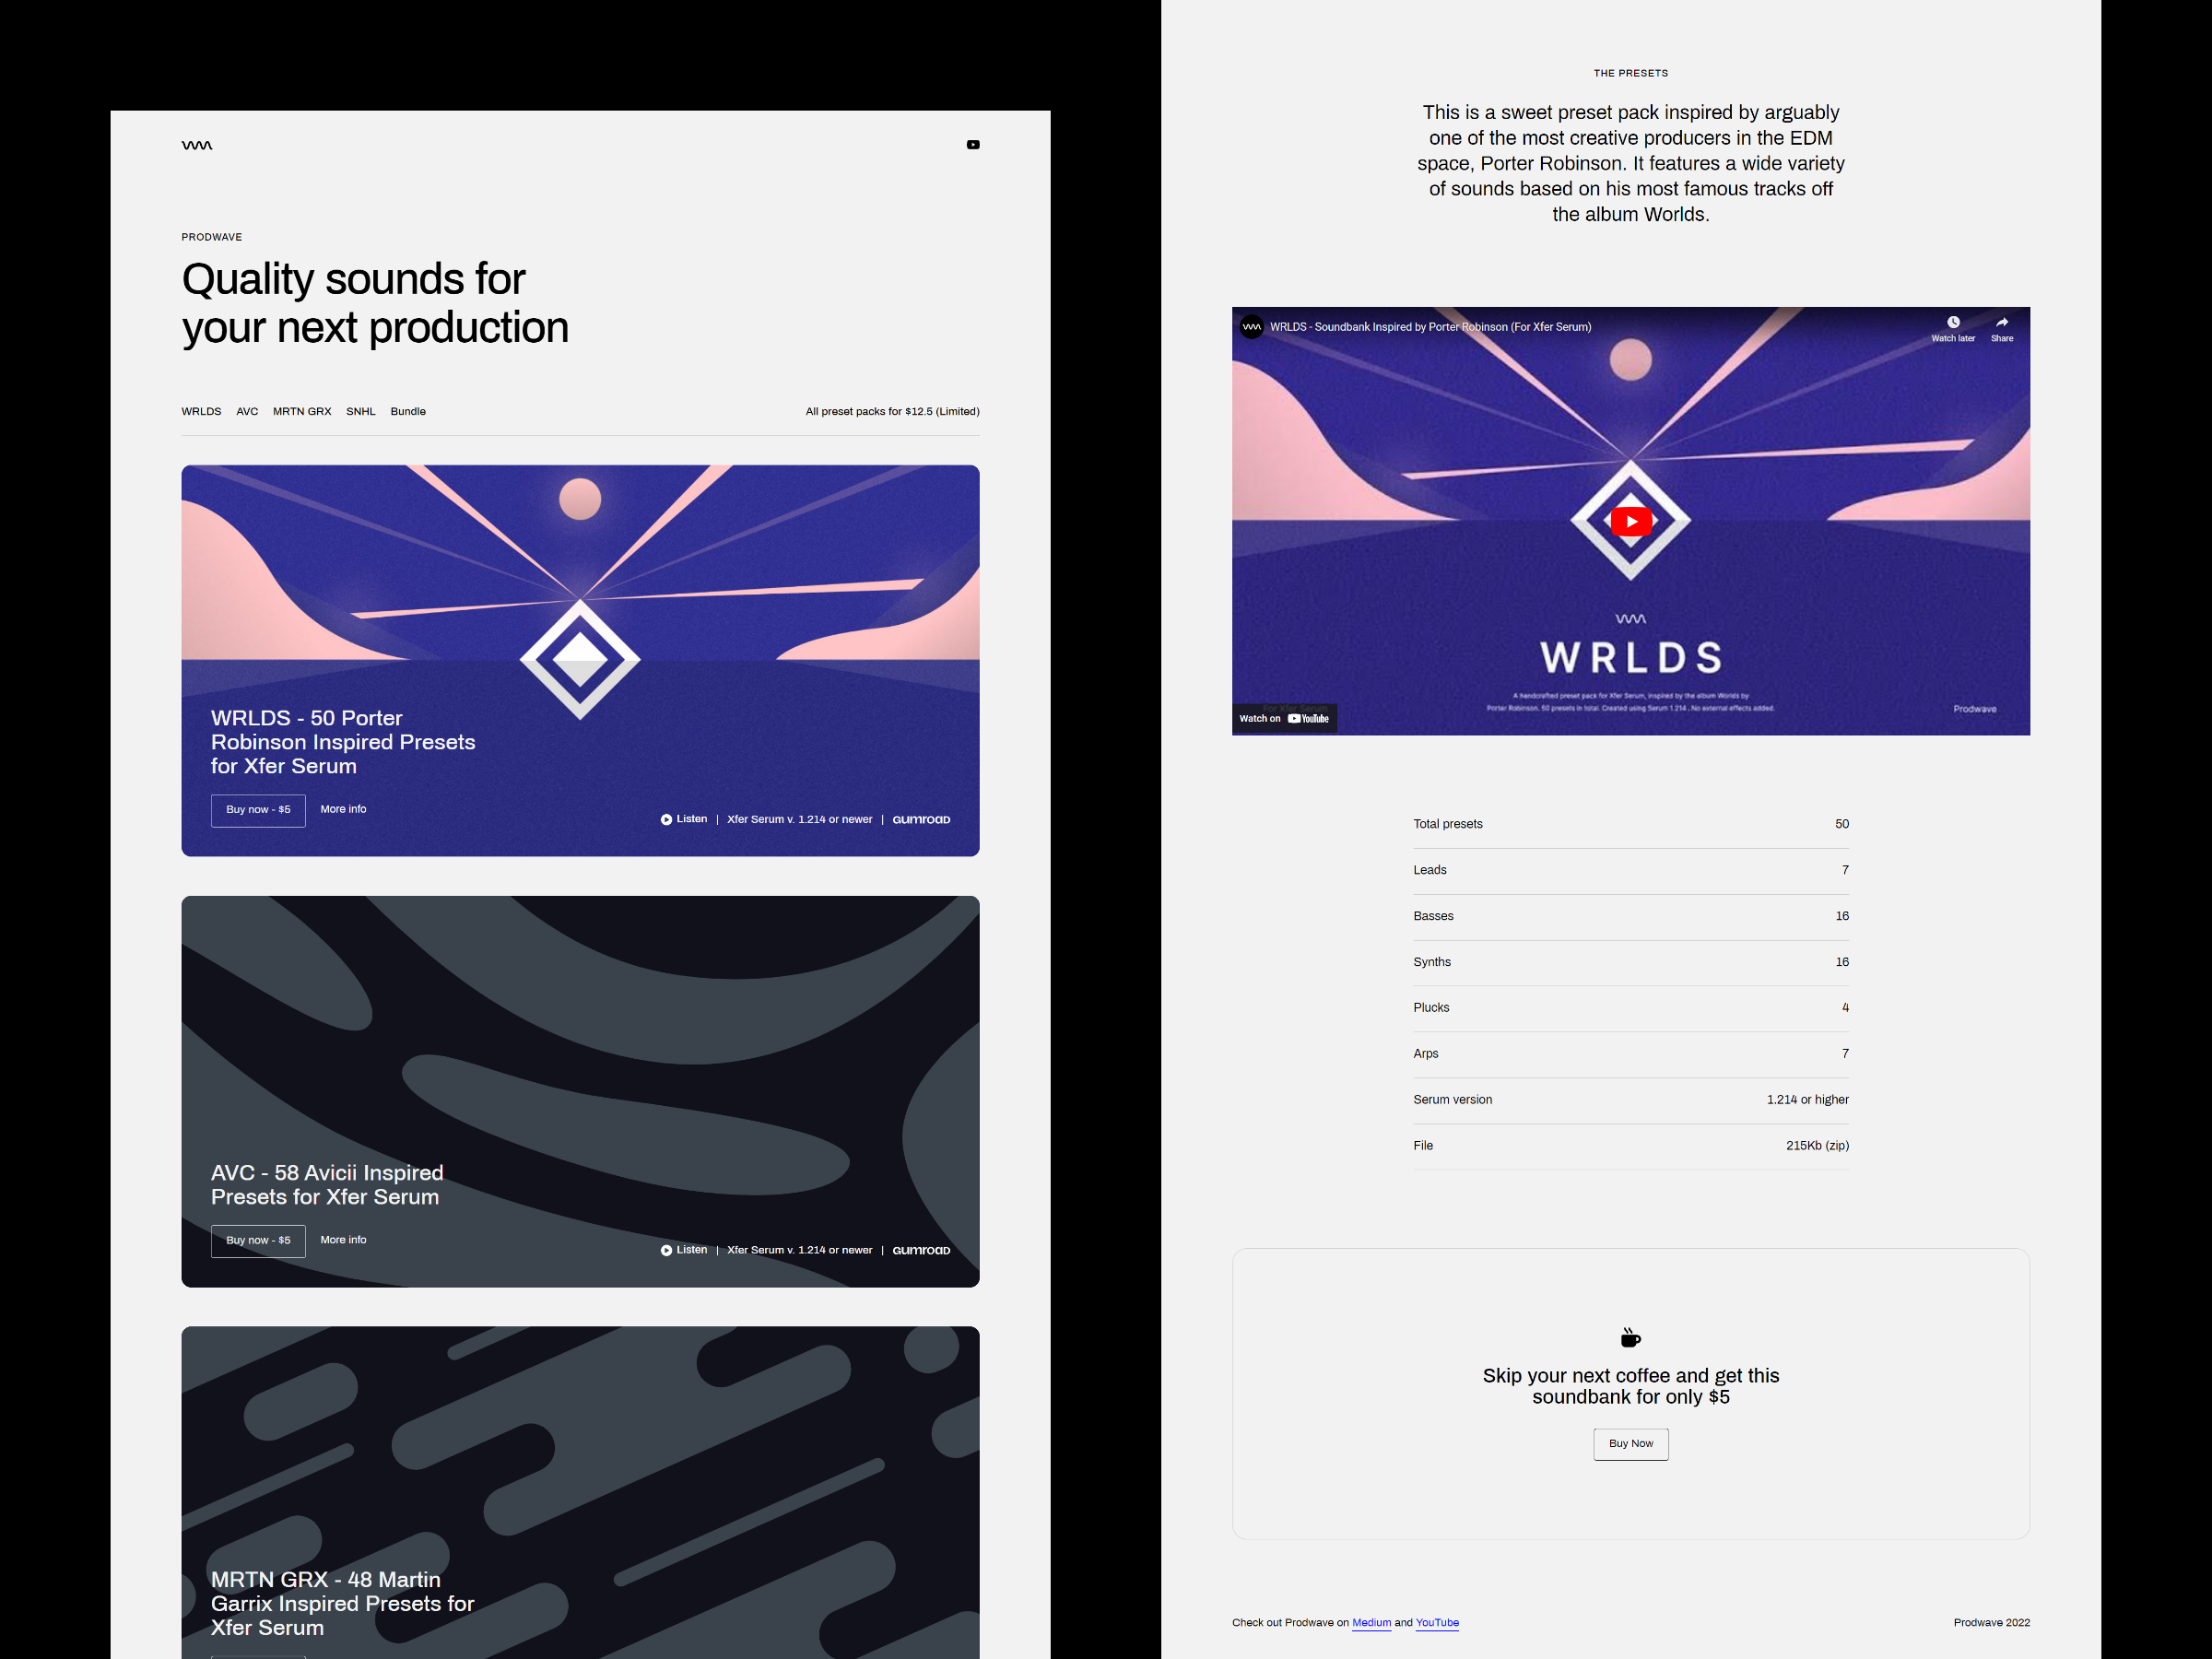 PRODWAVE
Quality sounds for
your next production
WRLDS AVC MRTN GRX SNHL Bundle
All preset packs for $12.5 (Limited)
WRLDS - 50 Porter
Robinson Inspired Presets
for Xfer Serum
Buy now - $5 More info
Listen | Xfer Serum v. 1.214 or newer | GUMROAD
AVC - 58 Avicii Inspired
Presets for Xfer Serum
Buy now - $5 More info
Listen | Xfer Serum v. 1.214 or newer | GUMROAD
MRTN GRX - 48 Martin
Garrix Inspired Presets for
Xfer Serum
THE PRESETS
This is a sweet preset pack inspired by arguably
one of the most creative producers in the EDM
space, Porter Robinson. It features a wide variety
of sounds based on his most famous tracks off
the album Worlds.
WRLDS - Soundbank Inspired by Porter Robinson (For Xfer Serum)
Watch later Share
WRLDS
A handcrafted preset pack for Xfer Serum, inspired by the album Worlds by
Porter Robinson. 50 presets in total. Created using Serum 1.214 . No external effects added.
For Xfer Serum
Watch on YouTube
Prodwave
Total presets 50
Leads 7
Basses 16
Synths 16
Plucks 4
Arps 7
Serum version 1.214 or higher
File 215Kb (zip)
Skip your next coffee and get this
soundbank for only $5
Buy Now
Check out Prodwave on Medium and YouTube
Prodwave 2022